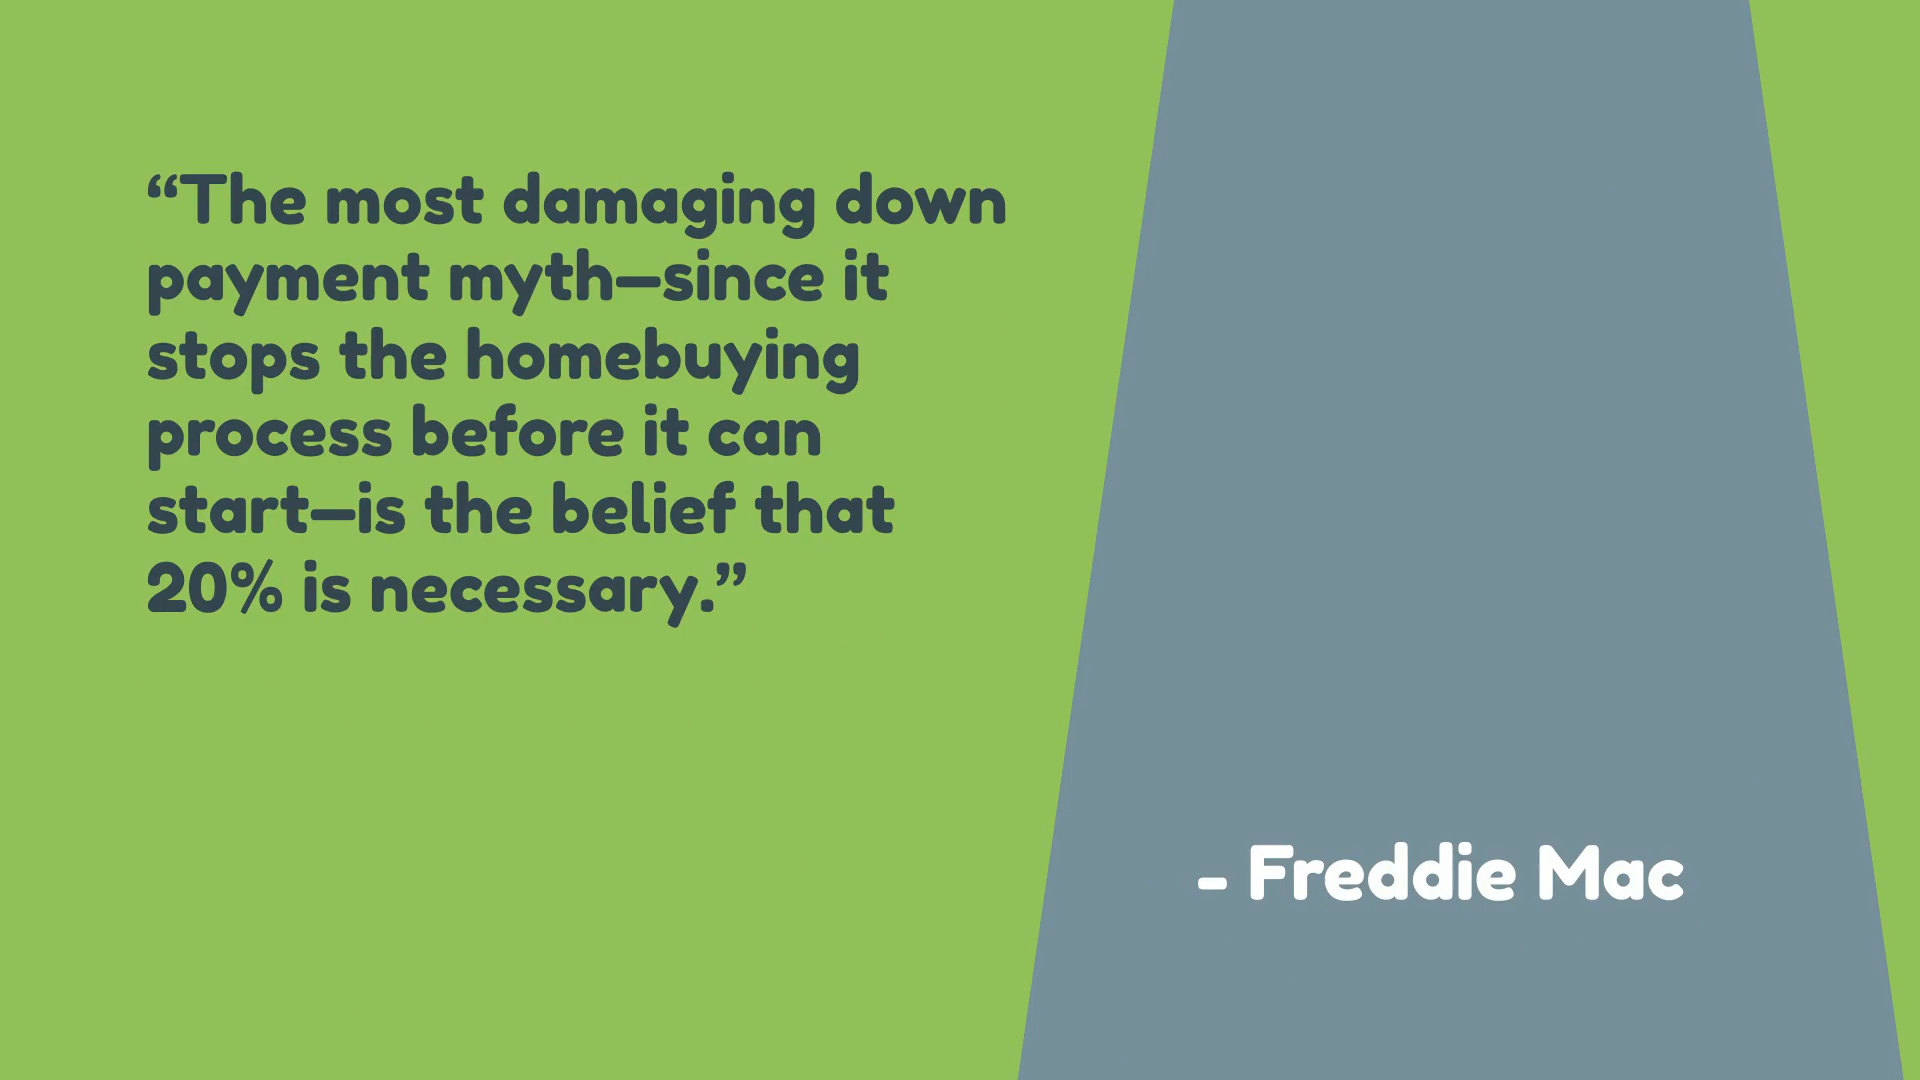 “The most damaging down
payment myth—since it
stops the homebuying
process before it can
start—is the belief that
20% is necessary.”
- Freddie Mac